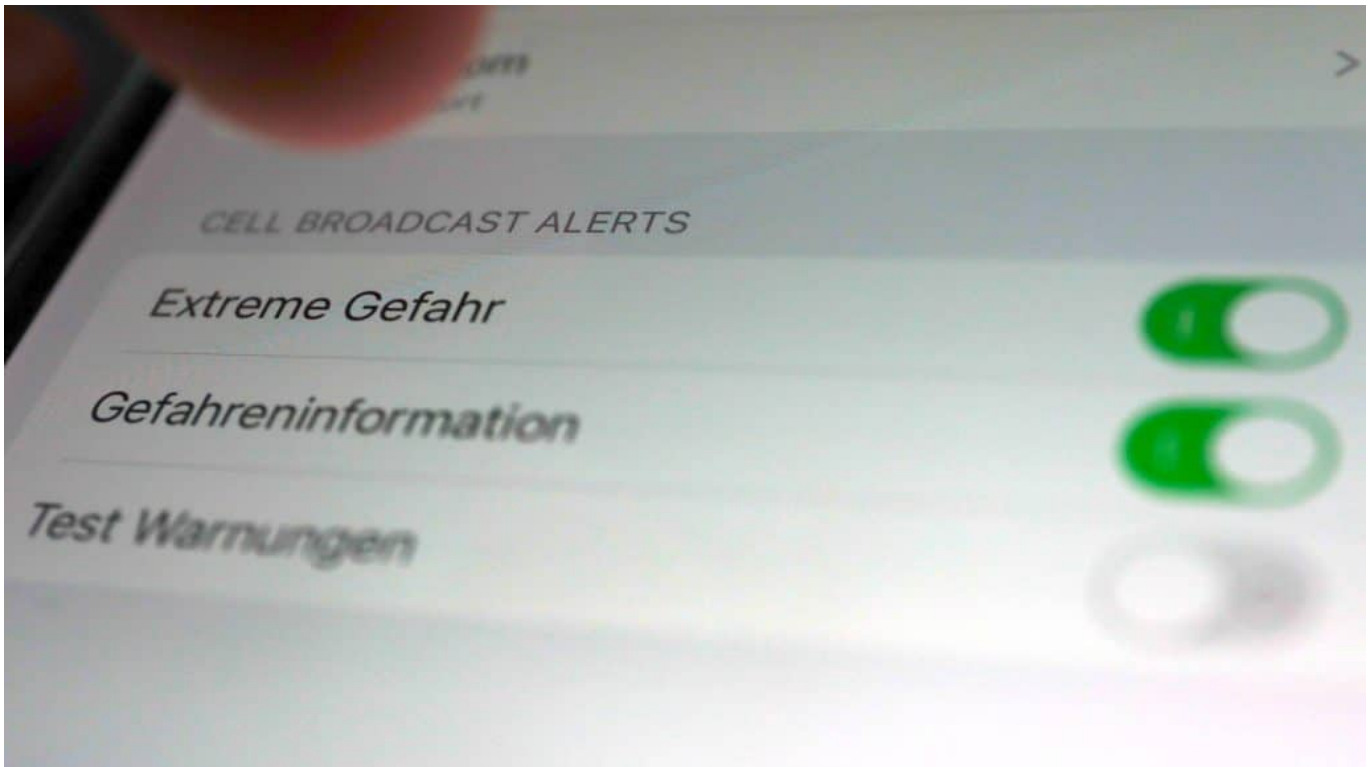 CELL BROADCAST ALERTS
Extreme Gefahr
Gefahreninformation
Test Warnungen